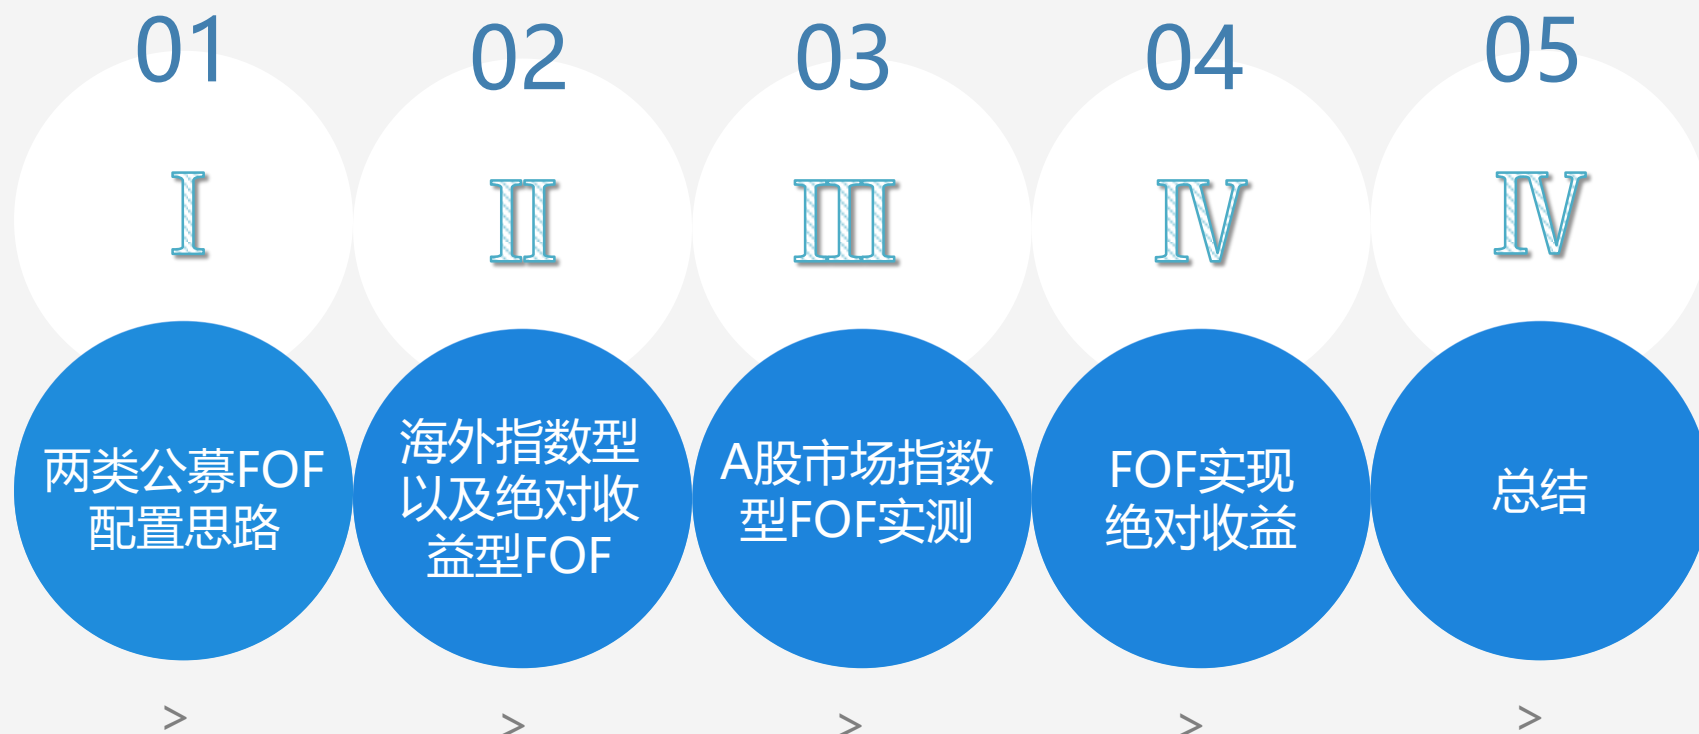 01
I
两类公募FOF
配置思路
>
02
II
海外指数型
以及绝对收
益型FOF
>
03
III
A股市场指数
型FOF实测
>
04
IV
FOF实现
绝对收益
>
05
IV
总结
>